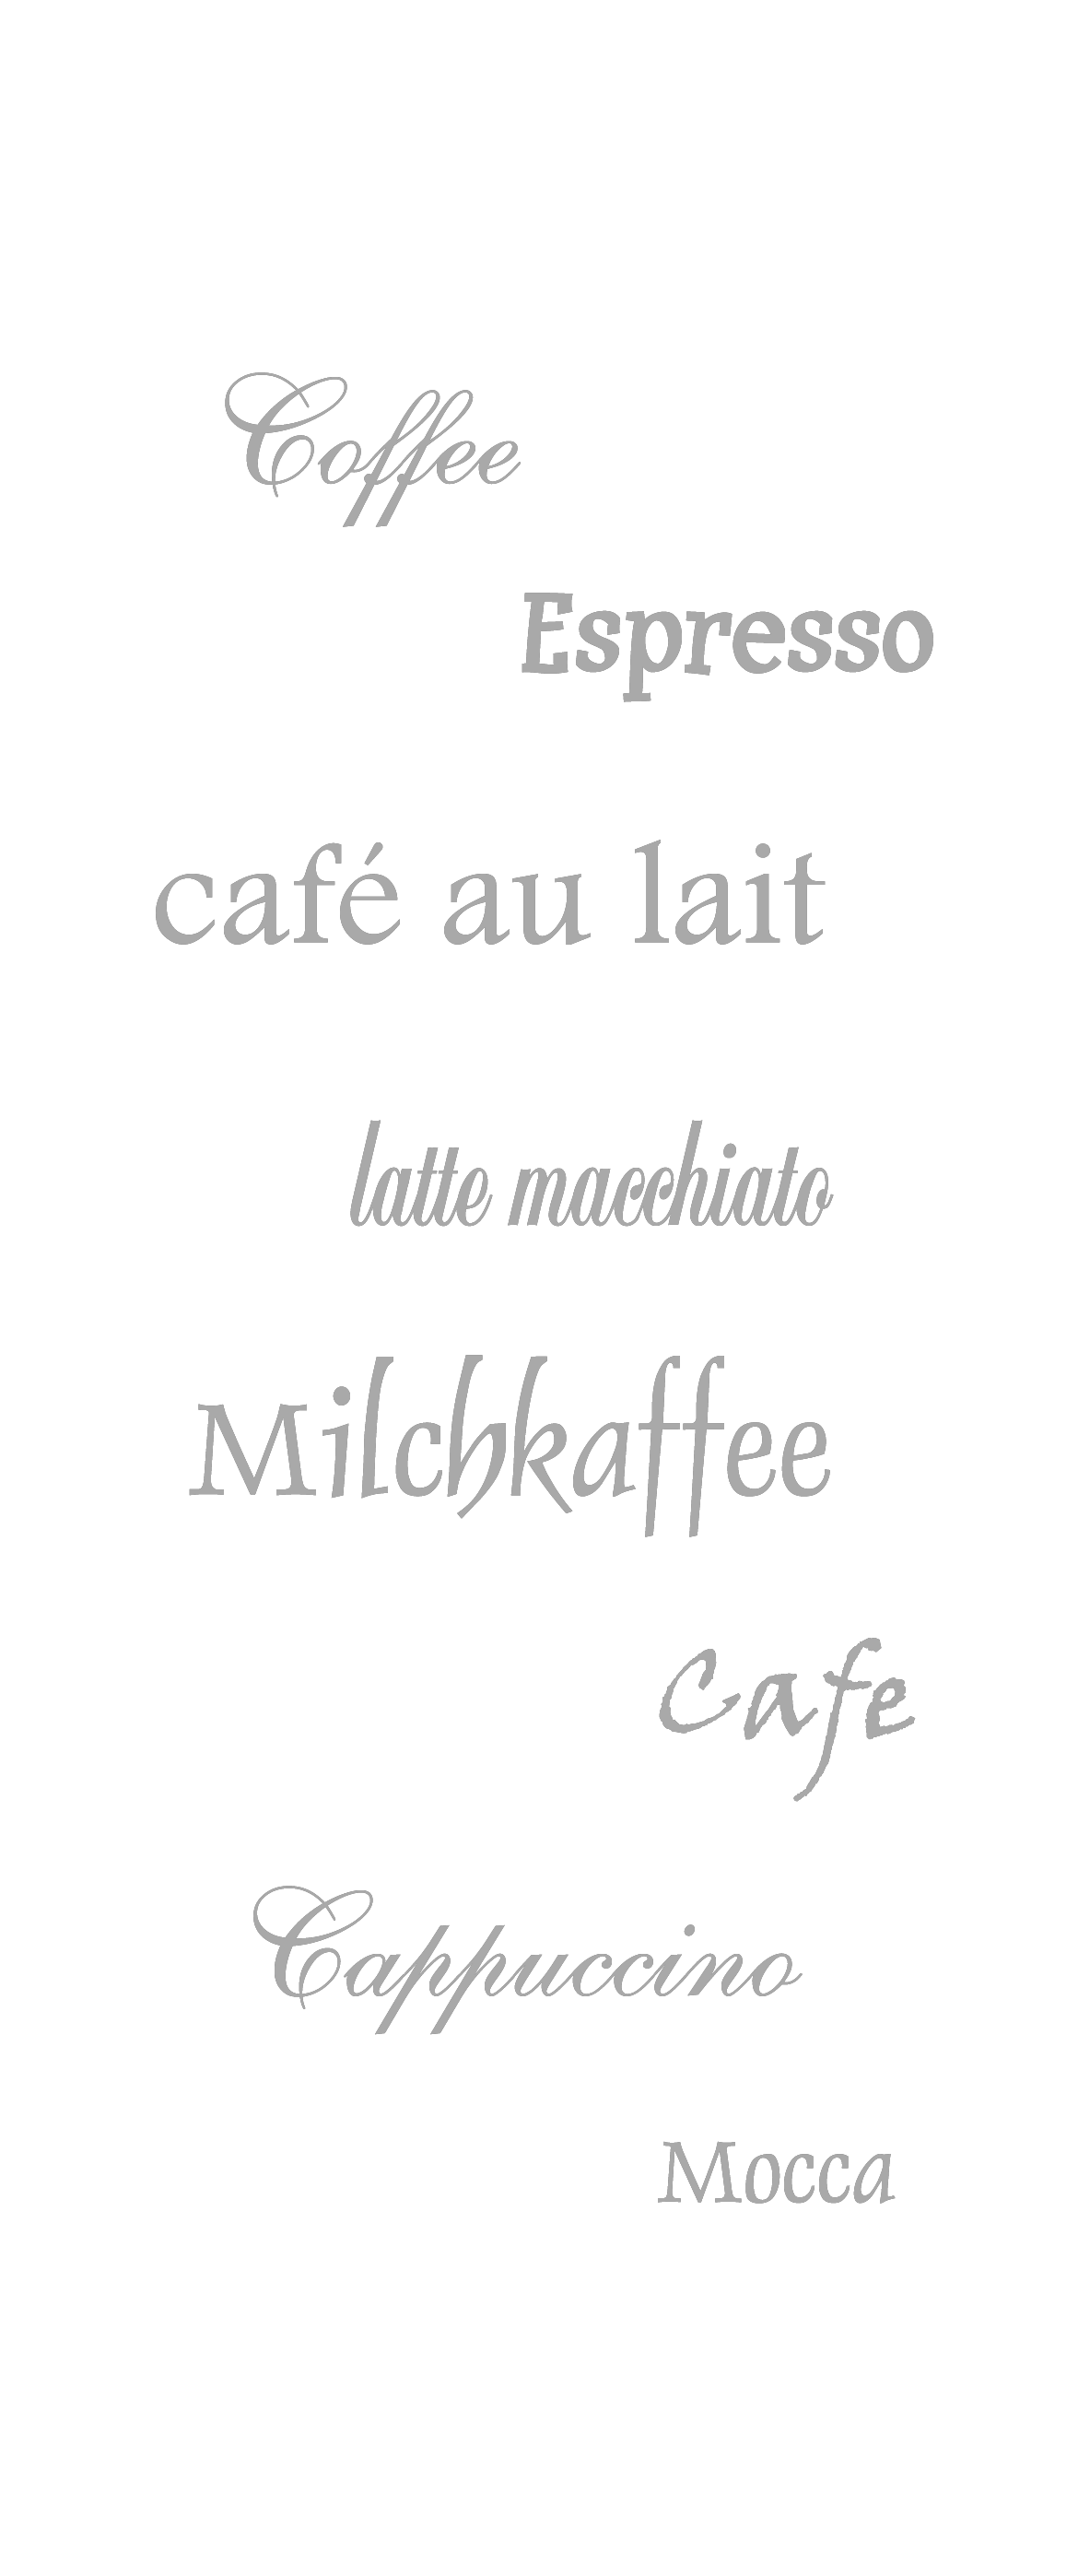 Coffee
Espresso
café au lait
latte macchiato
Milchkaffee
Cafe
Cappuccino
Mocca